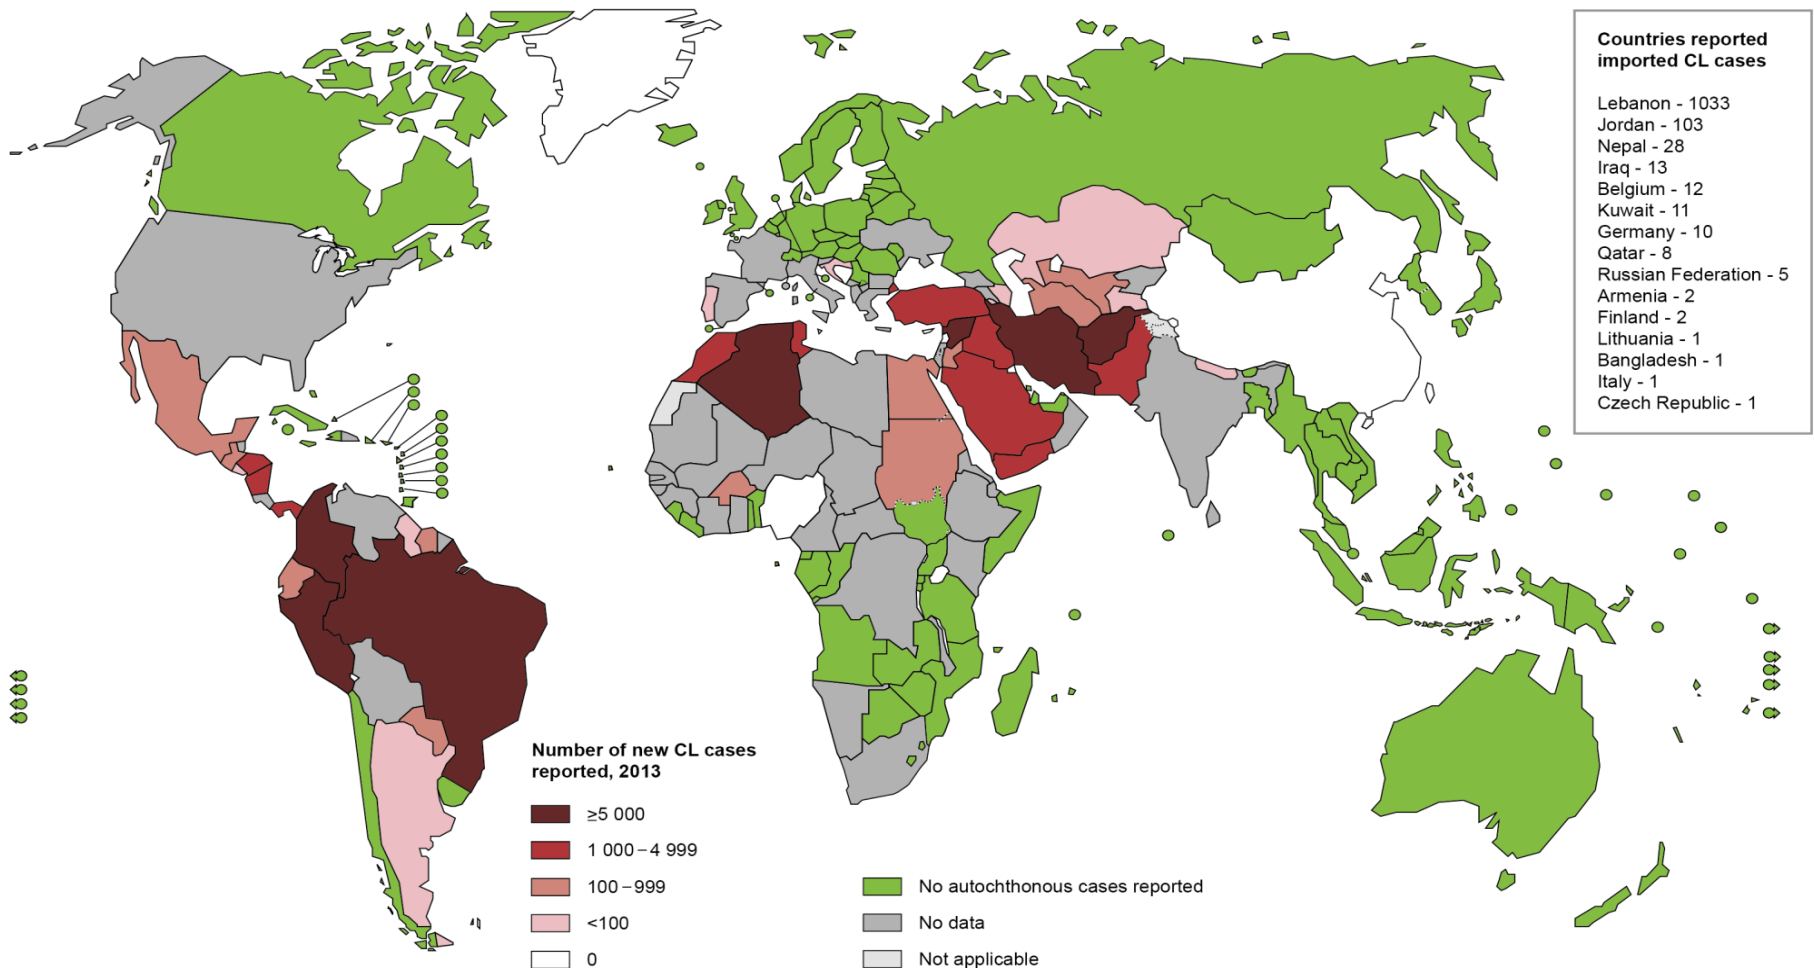 Countries reported
imported CL cases
Lebanon - 1033
Jordan - 103
Nepal - 28
Iraq - 13
Belgium - 12
Kuwait - 11
Germany - 10
Qatar - 8
Russian Federation - 5
Armenia - 2
Finland - 2
Lithuania - 1
Bangladesh - 1
Italy - 1
Czech Republic - 1
Number of new CL cases
reported, 2013
≥5 000
1 000–4 999
100–999
<100
0
No autochthonous cases reported
No data
Not applicable